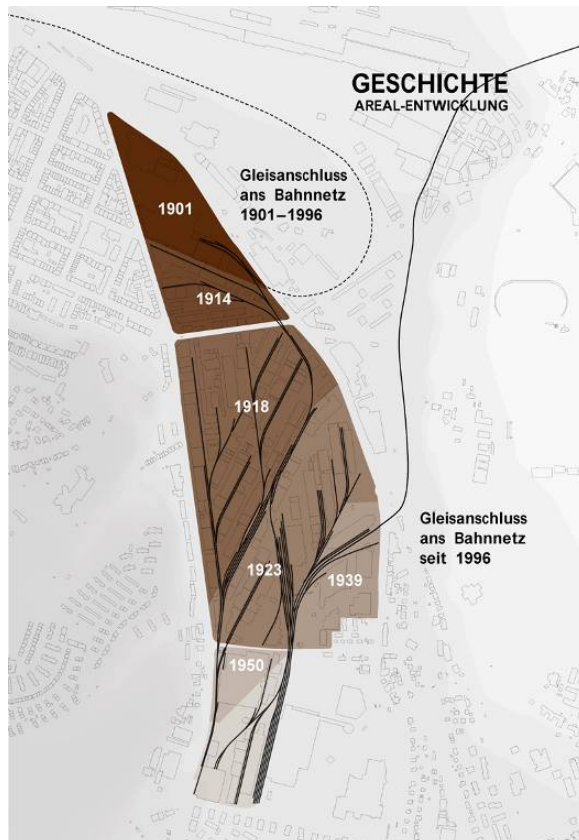 GESCHICHTE
AREAL-ENTWICKLUNG
Gleisanschluss
ans Bahnnetz
1901–1996
1901
1914
1918
Gleisanschluss
ans Bahnnetz
seit 1996
1923
1939
1950